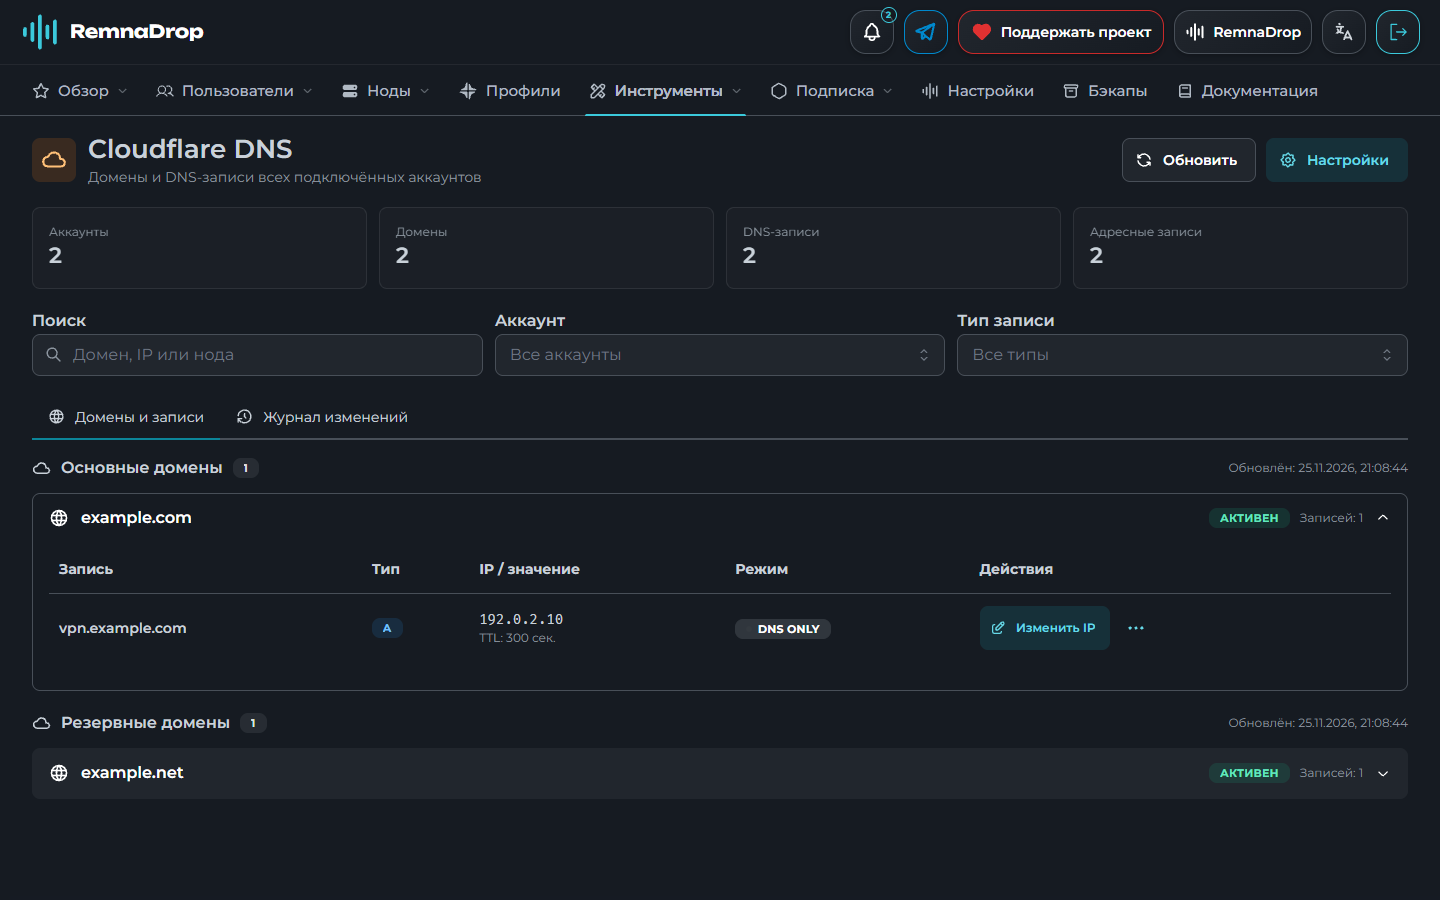 RemnaDrop
2
Поддержать проект
RemnaDrop
Обзор
Пользователи
Ноды
Профили
Инструменты
Подписка
Настройки
Бэкапы
Документация
Cloudflare DNS
Домены и DNS-записи всех подключённых аккаунтов
Обновить
Настройки
Аккаунты
2
Домены
2
DNS-записи
2
Адресные записи
2
Поиск
Домен, IP или нода
Аккаунт
Все аккаунты
Тип записи
Все типы
Домены и записи
Журнал изменений
Основные домены 1
Обновлён: 25.11.2026, 21:08:44
example.com
АКТИВЕН
Записей: 1
Запись
Тип
IP / значение
Режим
Действия
vpn.example.com
A
192.0.2.10
TTL: 300 сек.
DNS ONLY
Изменить IP
Резервные домены 1
Обновлён: 25.11.2026, 21:08:44
example.net
АКТИВЕН
Записей: 1